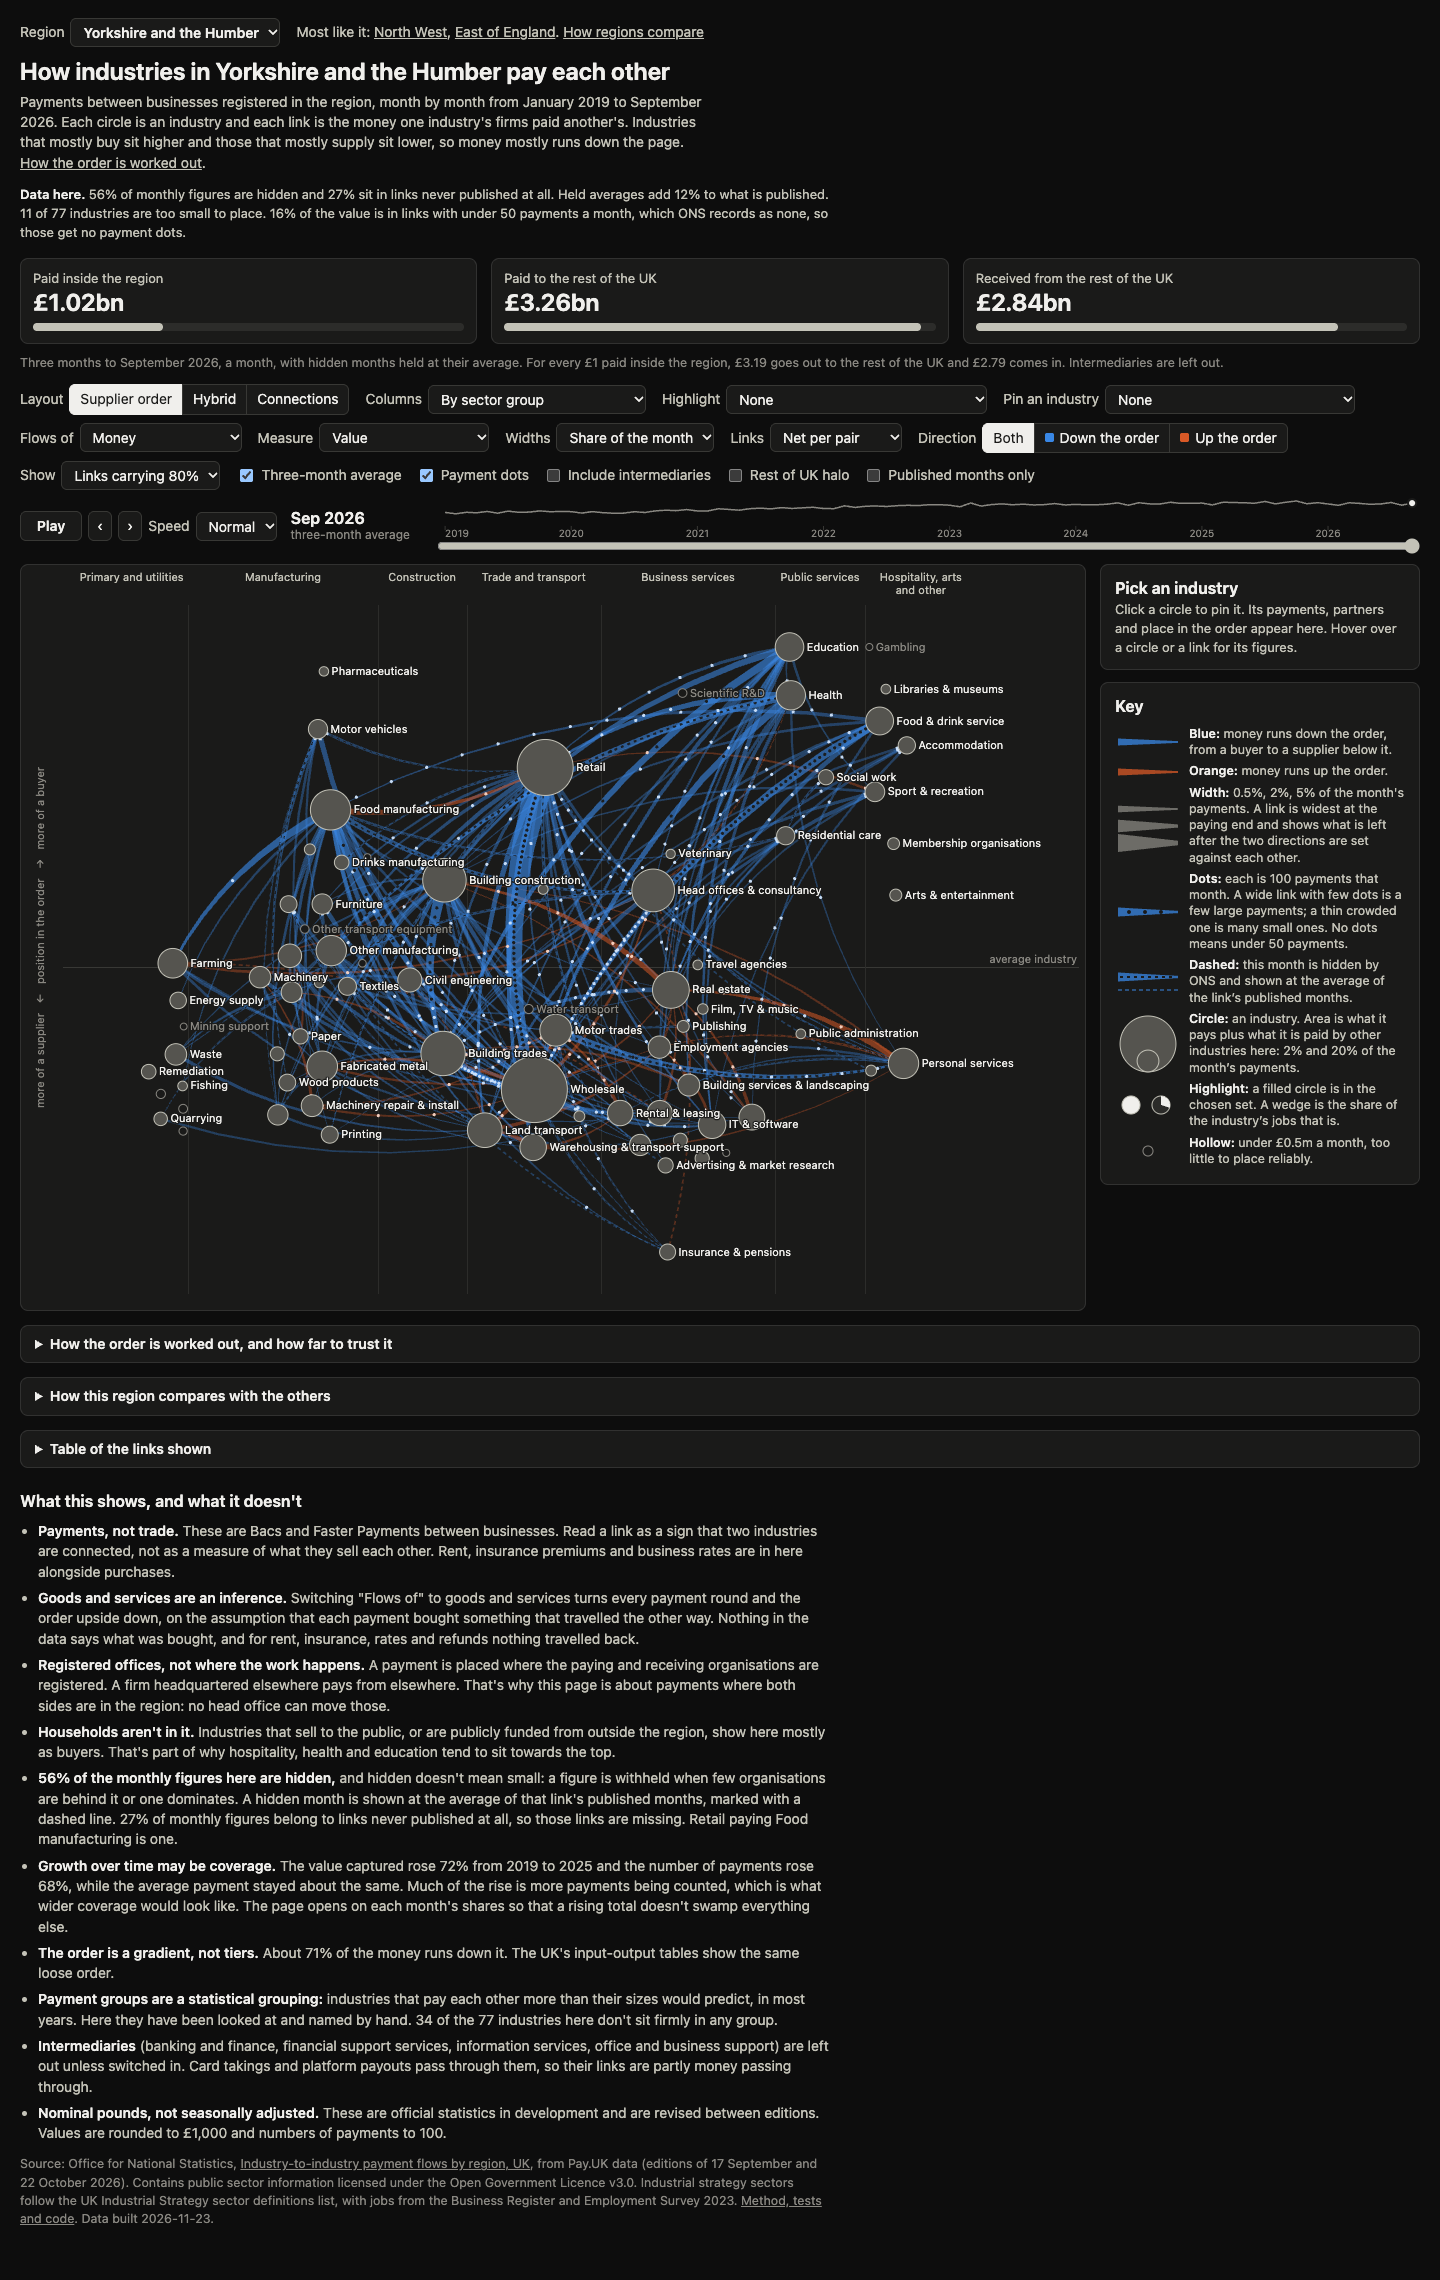 Region Yorkshire and the Humber Most like it: North West, East of England. How regions compare
How industries in Yorkshire and the Humber pay each other
Payments between businesses registered in the region, month by month from January 2019 to September
2026. Each circle is an industry and each link is the money one industry's firms paid another's. Industries
that mostly buy sit higher and those that mostly supply sit lower, so money mostly runs down the page.
How the order is worked out.
Data here. 56% of monthly figures are hidden and 27% sit in links never published at all. Held averages add 12% to what is published.
11 of 77 industries are too small to place. 16% of the value is in links with under 50 payments a month, which ONS records as none, so
those get no payment dots.
Paid inside the region
£1.02bn
Paid to the rest of the UK
£3.26bn
Received from the rest of the UK
£2.84bn
Three months to September 2026, a month, with hidden months held at their average. For every £1 paid inside the region, £3.19 goes out to the rest of the UK and £2.79 comes in. Intermediaries are left out.
Layout Supplier order Hybrid Connections Columns By sector group Highlight None Pin an industry None
Flows of Money Measure Value Widths Share of the month Links Net per pair Direction Both Down the order Up the order
Show Links carrying 80% Three-month average Payment dots Include intermediaries Rest of UK halo Published months only
Play ‹ › Speed Normal Sep 2026
three-month average
2019 2020 2021 2022 2023 2024 2025 2026
Primary and utilities Manufacturing Construction Trade and transport Business services Public services Hospitality, arts
and other
more of a supplier ← position in the order → more of a buyer
Education
Gambling
Pharmaceuticals
Scientific R&D
Health
Libraries & museums
Food & drink service
Motor vehicles
Accommodation
Retail
Social work
Sport & recreation
Food manufacturing
Residential care
Membership organisations
Veterinary
Drinks manufacturing
Building construction
Head offices & consultancy
Arts & entertainment
Furniture
Other transport equipment
Other manufacturing
average industry
Farming
Travel agencies
Machinery
Civil engineering
Textiles
Real estate
Energy supply
Water transport
Film, TV & music
Mining support
Motor trades
Publishing
Public administration
Paper
Employment agencies
Waste
Building trades
Personal services
Fabricated metal
Remediation
Wood products
Fishing
Wholesale
Building services & landscaping
Machinery repair & install
Quarrying
Rental & leasing
IT & software
Land transport
Printing
Warehousing & transport support
Advertising & market research
Insurance & pensions
Pick an industry
Click a circle to pin it. Its payments, partners
and place in the order appear here. Hover over
a circle or a link for its figures.
Key
Blue: money runs down the order,
from a buyer to a supplier below it.
Orange: money runs up the order.
Width: 0.5%, 2%, 5% of the month's
payments. A link is widest at the
paying end and shows what is left
after the two directions are set
against each other.
Dots: each is 100 payments that
month. A wide link with few dots is a
few large payments; a thin crowded
one is many small ones. No dots
means under 50 payments.
Dashed: this month is hidden by
ONS and shown at the average of
the link's published months.
Circle: an industry. Area is what it
pays plus what it is paid by other
industries here: 2% and 20% of the
month's payments.
Highlight: a filled circle is in the
chosen set. A wedge is the share of
the industry's jobs that is.
Hollow: under £0.5m a month, too
little to place reliably.
How the order is worked out, and how far to trust it
How this region compares with the others
Table of the links shown
What this shows, and what it doesn't
• Payments, not trade. These are Bacs and Faster Payments between businesses. Read a link as a sign that two industries
are connected, not as a measure of what they sell each other. Rent, insurance premiums and business rates are in here
alongside purchases.
• Goods and services are an inference. Switching "Flows of" to goods and services turns every payment round and the
order upside down, on the assumption that each payment bought something that travelled the other way. Nothing in the
data says what was bought, and for rent, insurance, rates and refunds nothing travelled back.
• Registered offices, not where the work happens. A payment is placed where the paying and receiving organisations are
registered. A firm headquartered elsewhere pays from elsewhere. That's why this page is about payments where both
sides are in the region: no head office can move those.
• Households aren't in it. Industries that sell to the public, or are publicly funded from outside the region, show here mostly
as buyers. That's part of why hospitality, health and education tend to sit towards the top.
• 56% of the monthly figures here are hidden, and hidden doesn't mean small: a figure is withheld when few organisations
are behind it or one dominates. A hidden month is shown at the average of that link's published months, marked with a
dashed line. 27% of monthly figures belong to links never published at all, so those links are missing. Retail paying Food
manufacturing is one.
• Growth over time may be coverage. The value captured rose 72% from 2019 to 2025 and the number of payments rose
68%, while the average payment stayed about the same. Much of the rise is more payments being counted, which is what
wider coverage would look like. The page opens on each month's shares so that a rising total doesn't swamp everything
else.
• The order is a gradient, not tiers. About 71% of the money runs down it. The UK's input-output tables show the same
loose order.
• Payment groups are a statistical grouping: industries that pay each other more than their sizes would predict, in most
years. Here they have been looked at and named by hand. 34 of the 77 industries here don't sit firmly in any group.
• Intermediaries (banking and finance, financial support services, information services, office and business support) are left
out unless switched in. Card takings and platform payouts pass through them, so their links are partly money passing
through.
• Nominal pounds, not seasonally adjusted. These are official statistics in development and are revised between editions.
Values are rounded to £1,000 and numbers of payments to 100.
Source: Office for National Statistics, Industry-to-industry payment flows by region, UK, from Pay.UK data (editions of 17 September and
22 October 2026). Contains public sector information licensed under the Open Government Licence v3.0. Industrial strategy sectors
follow the UK Industrial Strategy sector definitions list, with jobs from the Business Register and Employment Survey 2023. Method, tests
and code. Data built 2026-11-23.